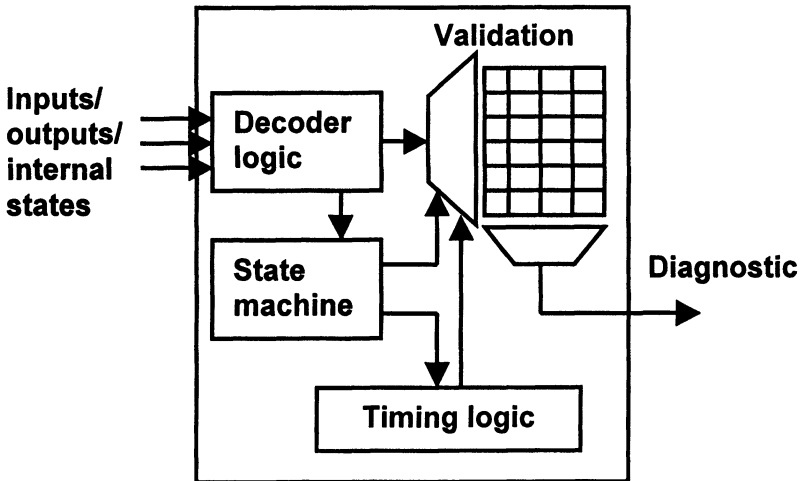 Validation
Inputs/
outputs/
internal
states
Decoder
logic
State
machine
Diagnostic
Timing logic